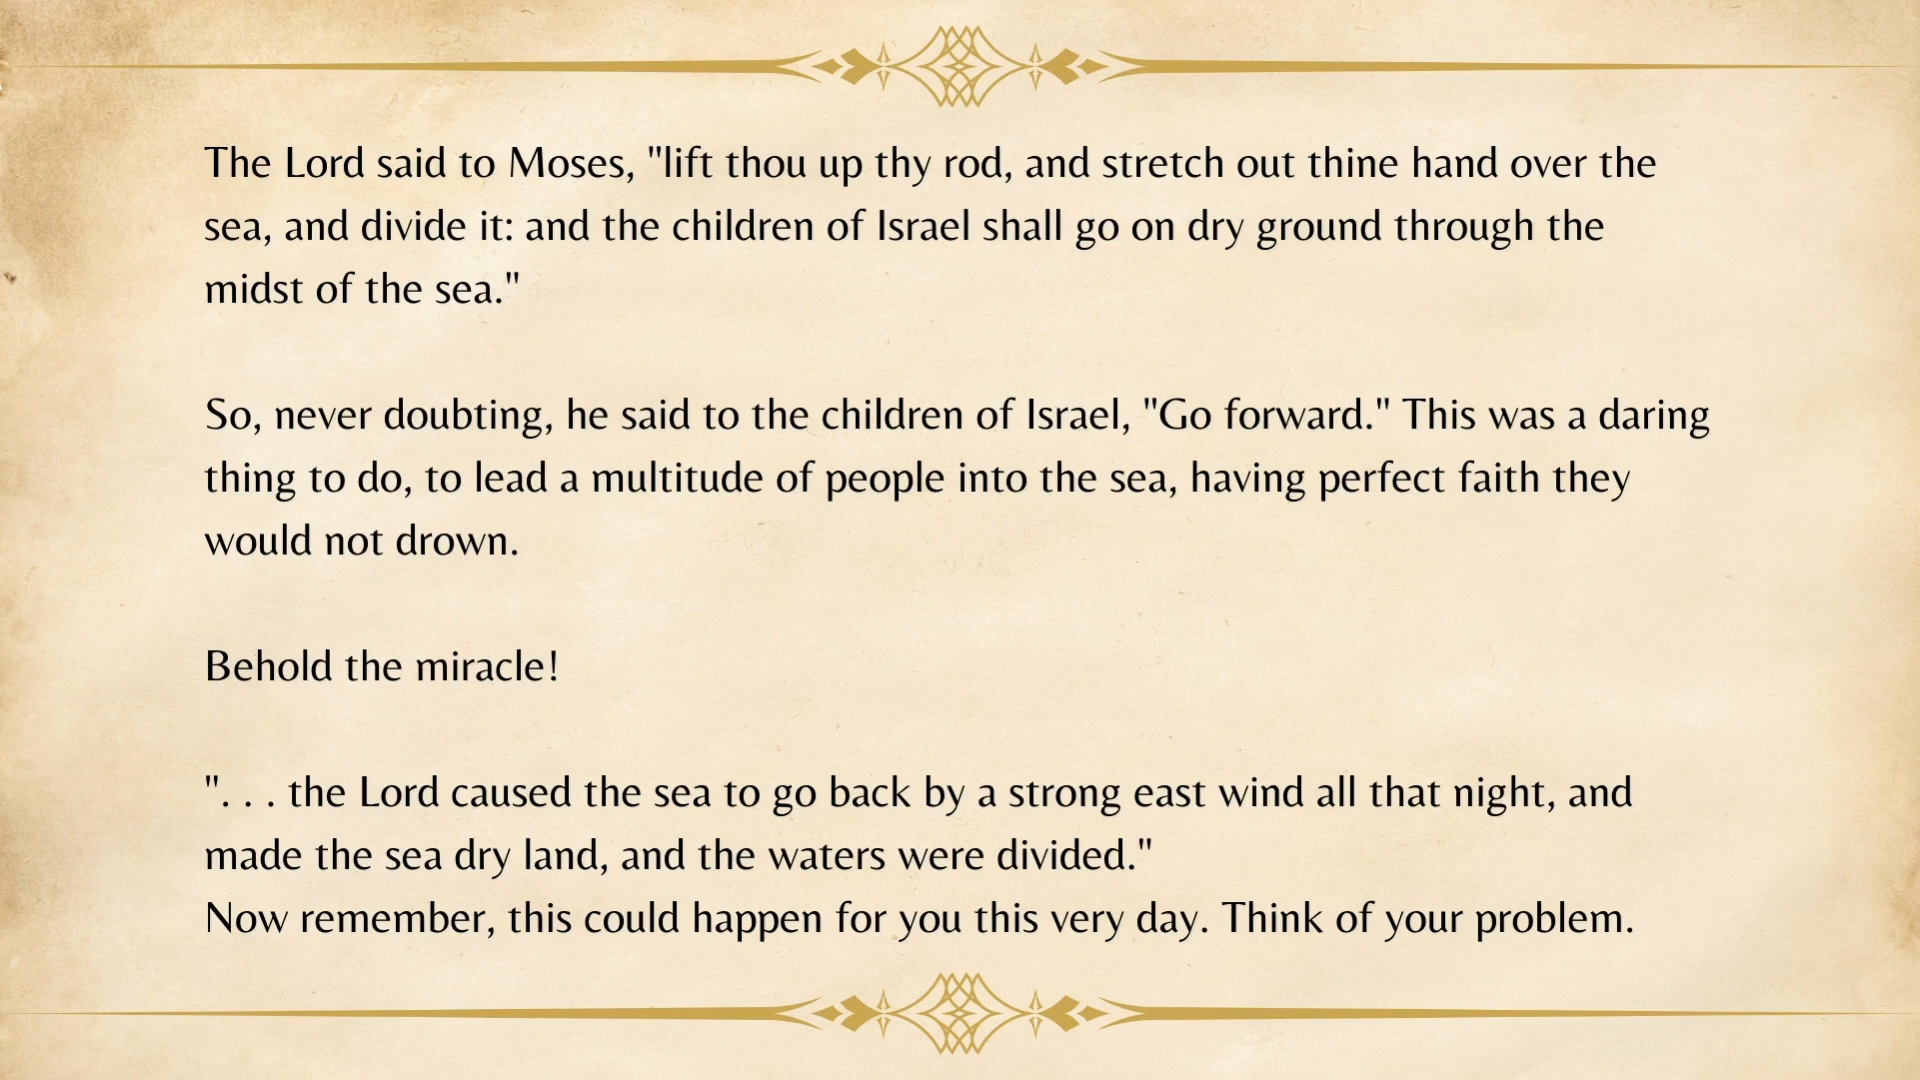 The Lord said to Moses, "lift thou up thy rod, and stretch out thine hand over the
sea, and divide it: and the children of Israel shall go on dry ground through the
midst of the sea."
So, never doubting, he said to the children of Israel, "Go forward." This was a daring
thing to do, to lead a multitude of people into the sea, having perfect faith they
would not drown.
Behold the miracle!
". . . the Lord caused the sea to go back by a strong east wind all that night, and
made the sea dry land, and the waters were divided."
Now remember, this could happen for you this very day. Think of your problem.